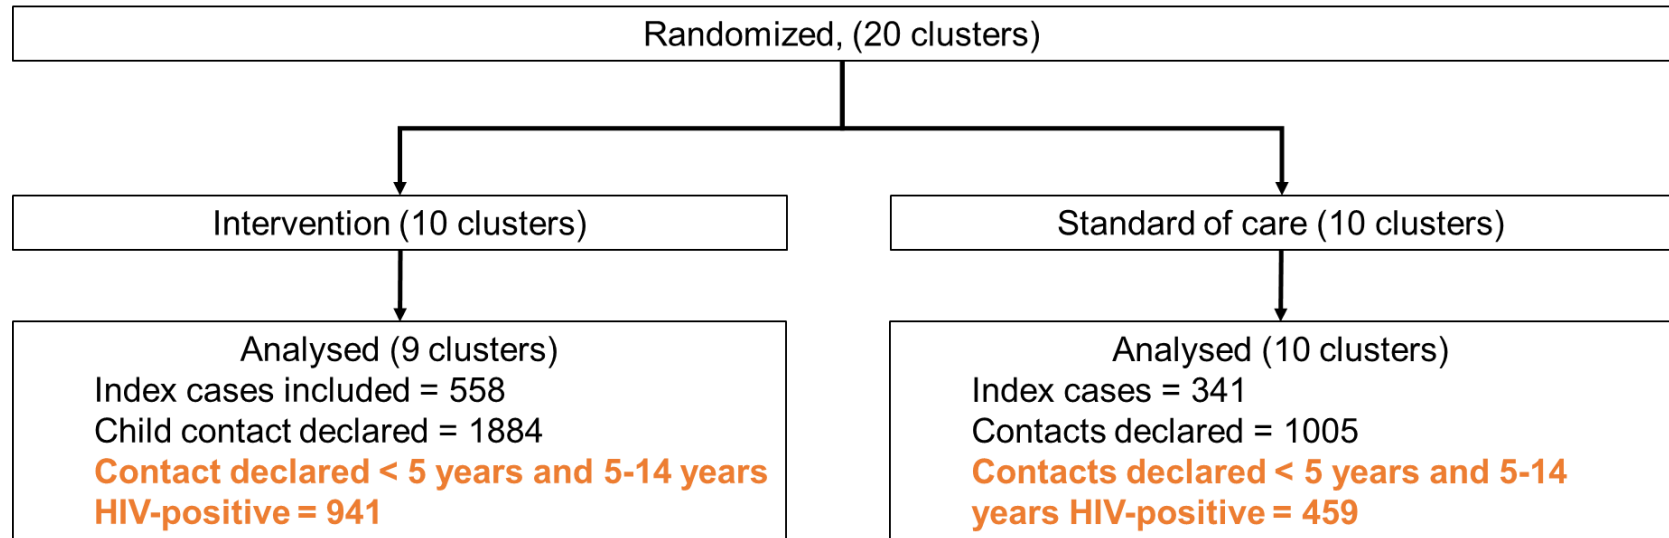 Randomized, (20 clusters)
Intervention (10 clusters)
Standard of care (10 clusters)
Analysed (9 clusters)
Index cases included = 558
Child contact declared = 1884
Contact declared < 5 years and 5-14 years
HIV-positive = 941
Analysed (10 clusters)
Index cases = 341
Contacts declared = 1005
Contacts declared < 5 years and 5-14
years HIV-positive = 459